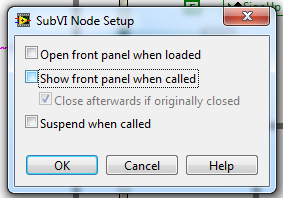 SubVI Node Setup
Open front panel when loaded
Show front panel when called
Close afterwards if originally closed
Suspend when called
OK Cancel Help